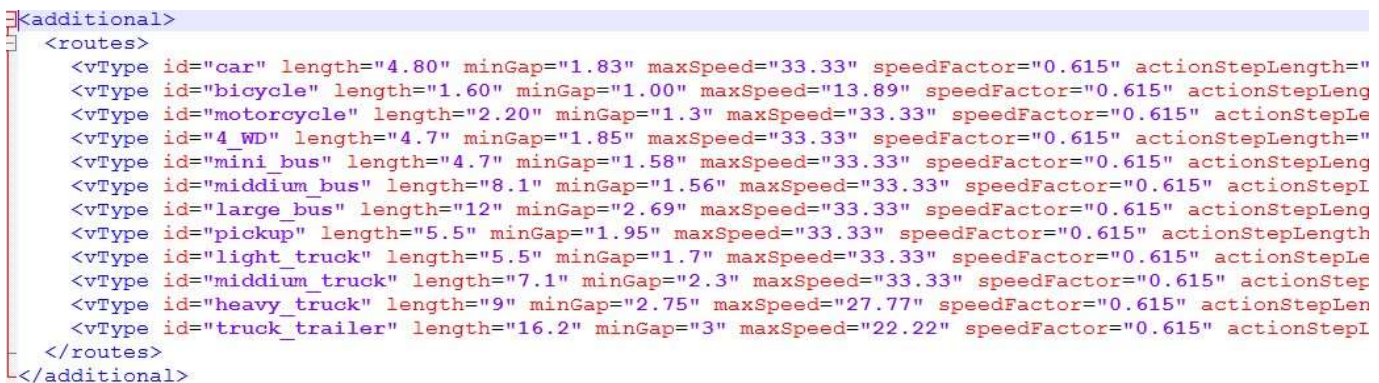 <additional>
<routes>
<vType id="car" length="4.80" minGap="1.83" maxSpeed="33.33" speedFactor="0.615" actionStepLength="
<vType id="bicycle" length="1.60" minGap="1.00" maxSpeed="13.89" speedFactor="0.615" actionStepLeng
<vType id="motorcycle" length="2.20" minGap="1.3" maxSpeed="33.33" speedFactor="0.615" actionStepLe
<vType id="4_WD" length="4.7" minGap="1.85" maxSpeed="33.33" speedFactor="0.615" actionStepLength="
<vType id="mini_bus" length="4.7" minGap="1.58" maxSpeed="33.33" speedFactor="0.615" actionStepLeng
<vType id="middium_bus" length="8.1" minGap="1.56" maxSpeed="33.33" speedFactor="0.615" actionStepL
<vType id="large_bus" length="12" minGap="2.69" maxSpeed="33.33" speedFactor="0.615" actionStepLeng
<vType id="pickup" length="5.5" minGap="1.95" maxSpeed="33.33" speedFactor="0.615" actionStepLength
<vType id="light_truck" length="5.5" minGap="1.7" maxSpeed="33.33" speedFactor="0.615" actionStepLe
<vType id="middium_truck" length="7.1" minGap="2.3" maxSpeed="33.33" speedFactor="0.615" actionStep
<vType id="heavy_truck" length="9" minGap="2.75" maxSpeed="27.77" speedFactor="0.615" actionStepLen
<vType id="truck_trailer" length="16.2" minGap="3" maxSpeed="22.22" speedFactor="0.615" actionStepL
</routes>
</additional>